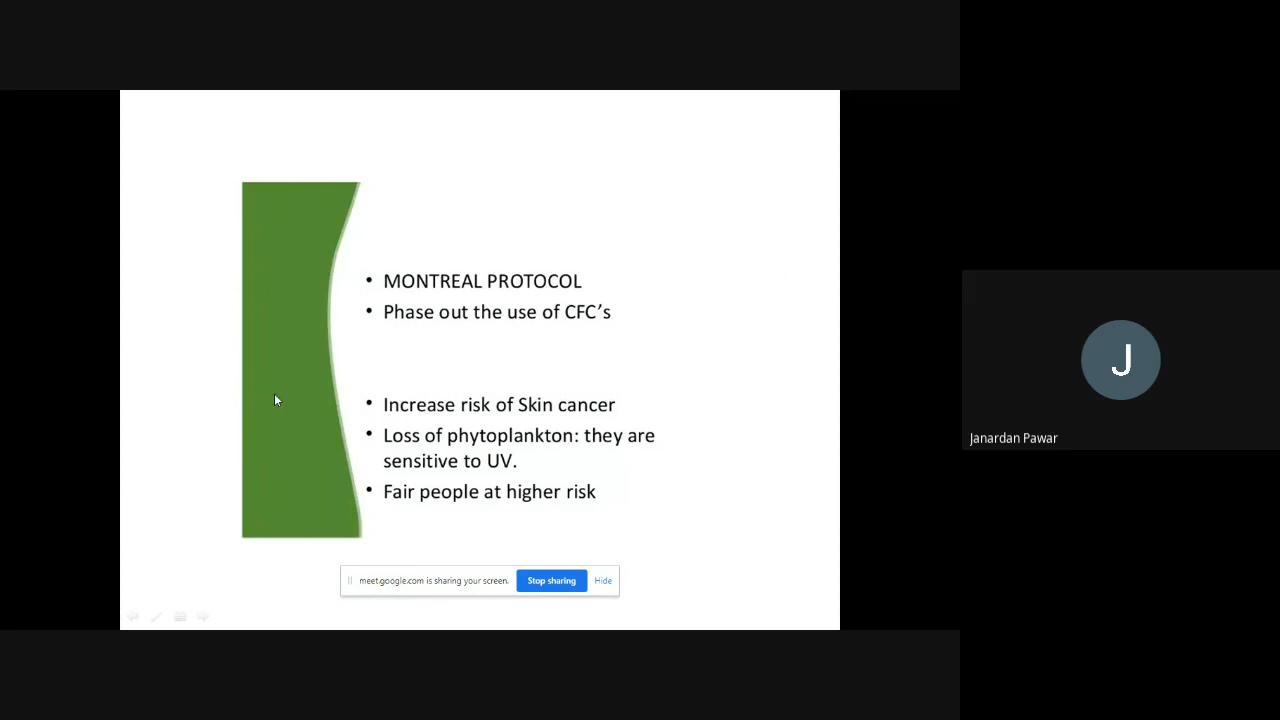 • MONTREAL PROTOCOL
• Phase out the use of CFC’s
• Increase risk of Skin cancer
• Loss of phytoplankton: they are
sensitive to UV.
• Fair people at higher risk
meet.google.com is sharing your screen. Stop sharing Hide
J
Janardan Pawar